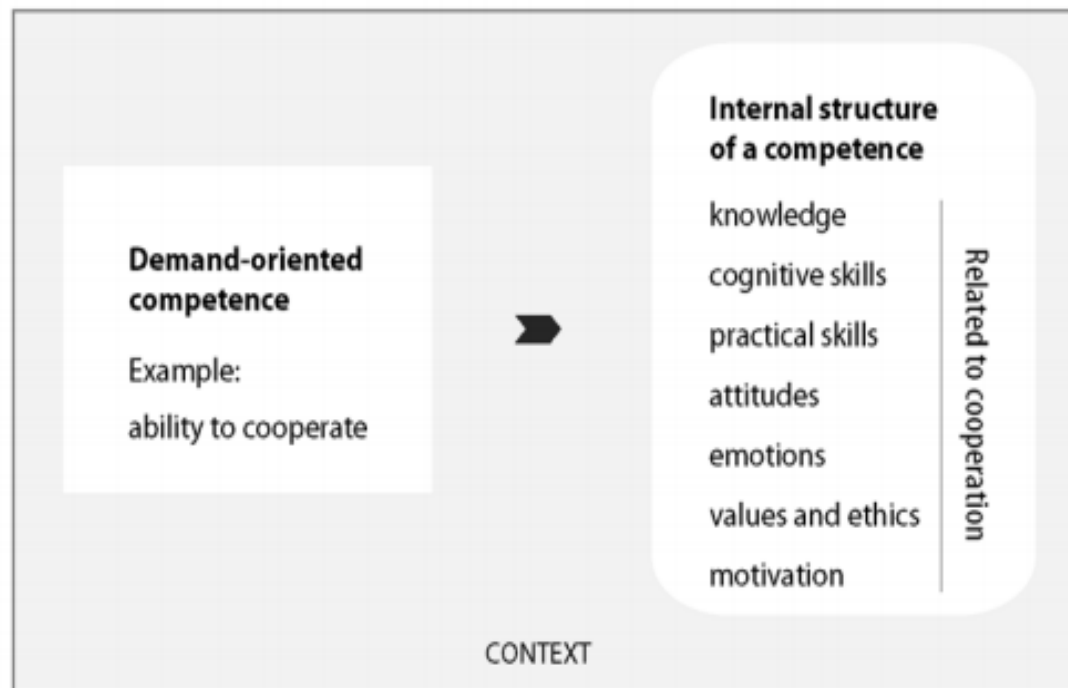 Demand-oriented
competence
Example:
ability to cooperate
Internal structure
of a competence
knowledge
cognitive skills
practical skills
attitudes
emotions
values and ethics
motivation
Related to cooperation
CONTEXT